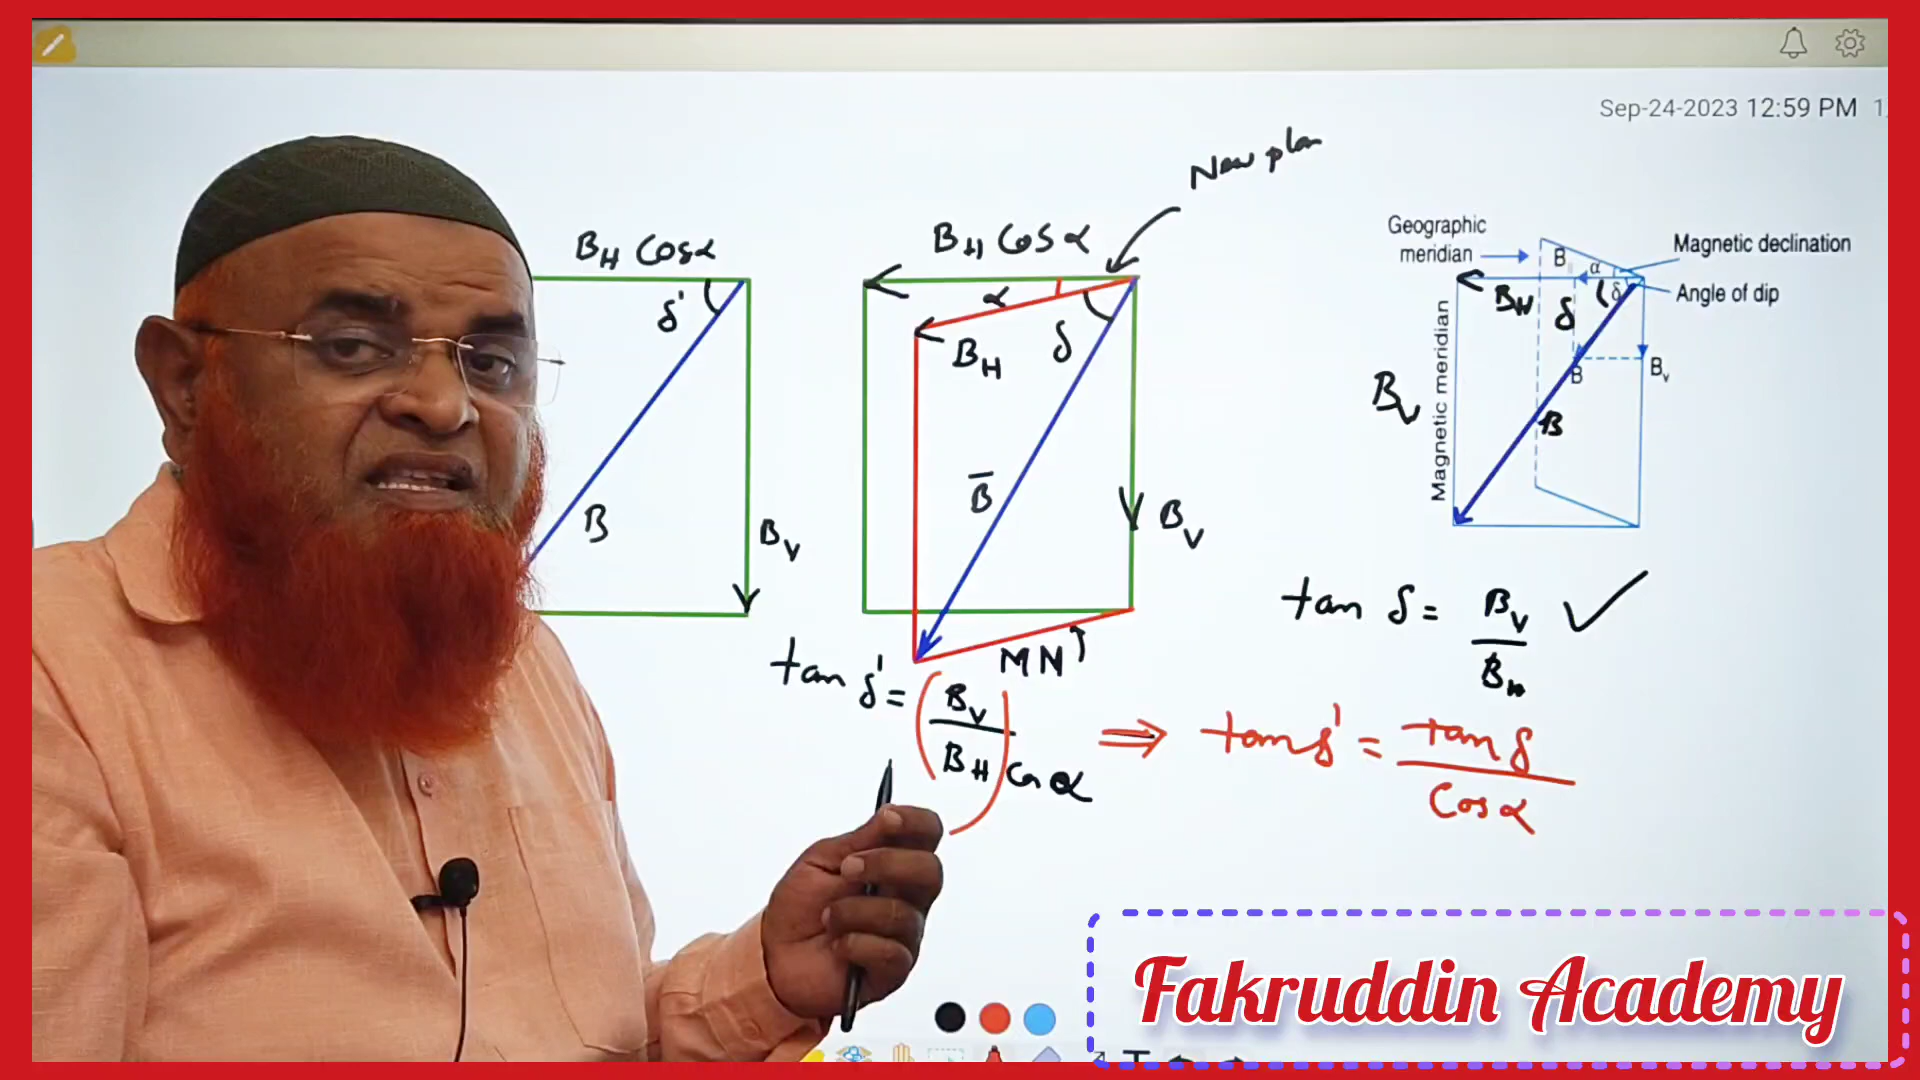 Sep-24-2023 12:59 PM
New plan
B_H Cosα
δ'
B
B_V
B_H Cosα
α
δ
B_H
B̅
B_V
MN
Geographic
meridian
Magnetic declination
Angle of dip
Magnetic meridian
B
α
δ
B_H
δ
B
B_v
B_V
B
tan δ = B_V / B_H ✓
tan δ' = (B_V / B_H) Cos α ⇒ tan δ' = tan δ / Cos α
Fakruddin Academy
T